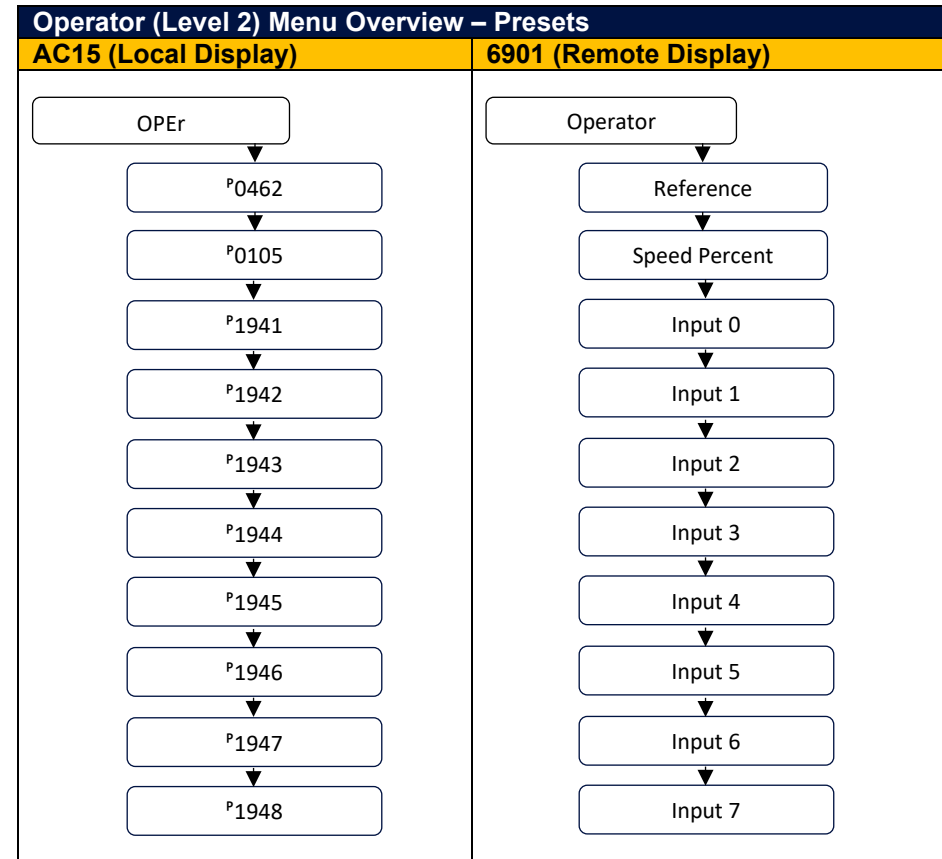 Operator (Level 2) Menu Overview – Presets
AC15 (Local Display)
6901 (Remote Display)
OPEr
ᴾ0462
ᴾ0105
ᴾ1941
ᴾ1942
ᴾ1943
ᴾ1944
ᴾ1945
ᴾ1946
ᴾ1947
ᴾ1948
Operator
Reference
Speed Percent
Input 0
Input 1
Input 2
Input 3
Input 4
Input 5
Input 6
Input 7